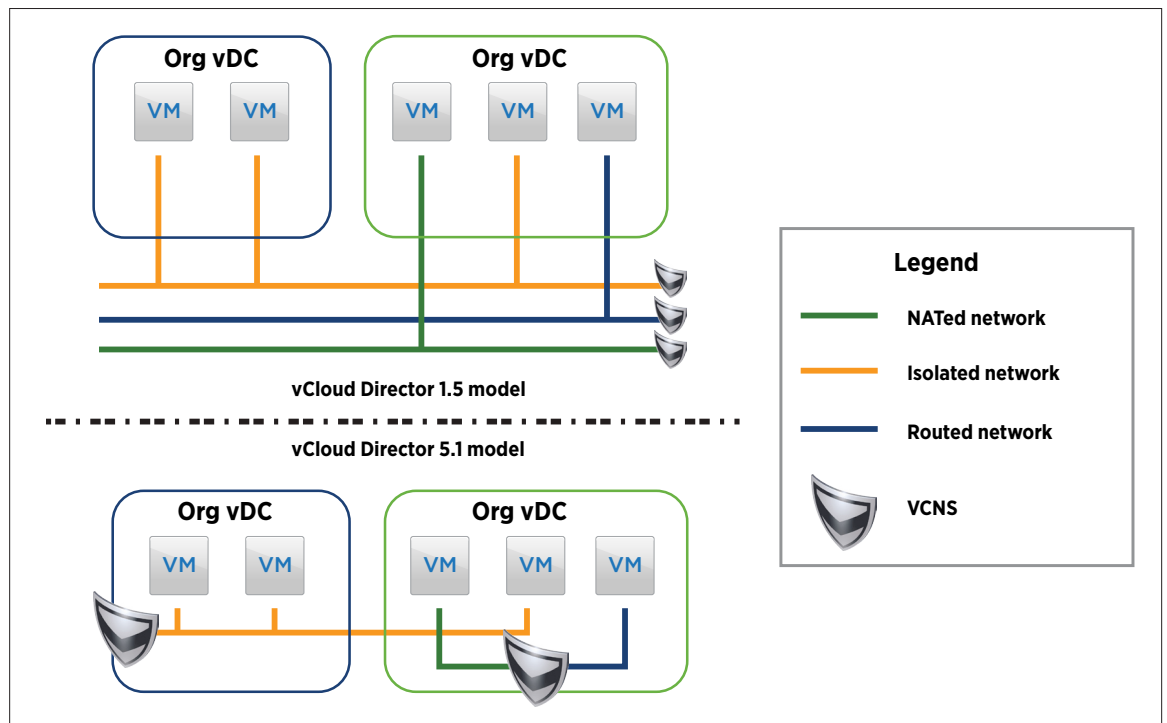 Org vDC
Org vDC
VM
VM
VM
VM
VM
vCloud Director 1.5 model
vCloud Director 5.1 model
Org vDC
Org vDC
VM
VM
VM
VM
VM
Legend
NATed network
Isolated network
Routed network
VCNS